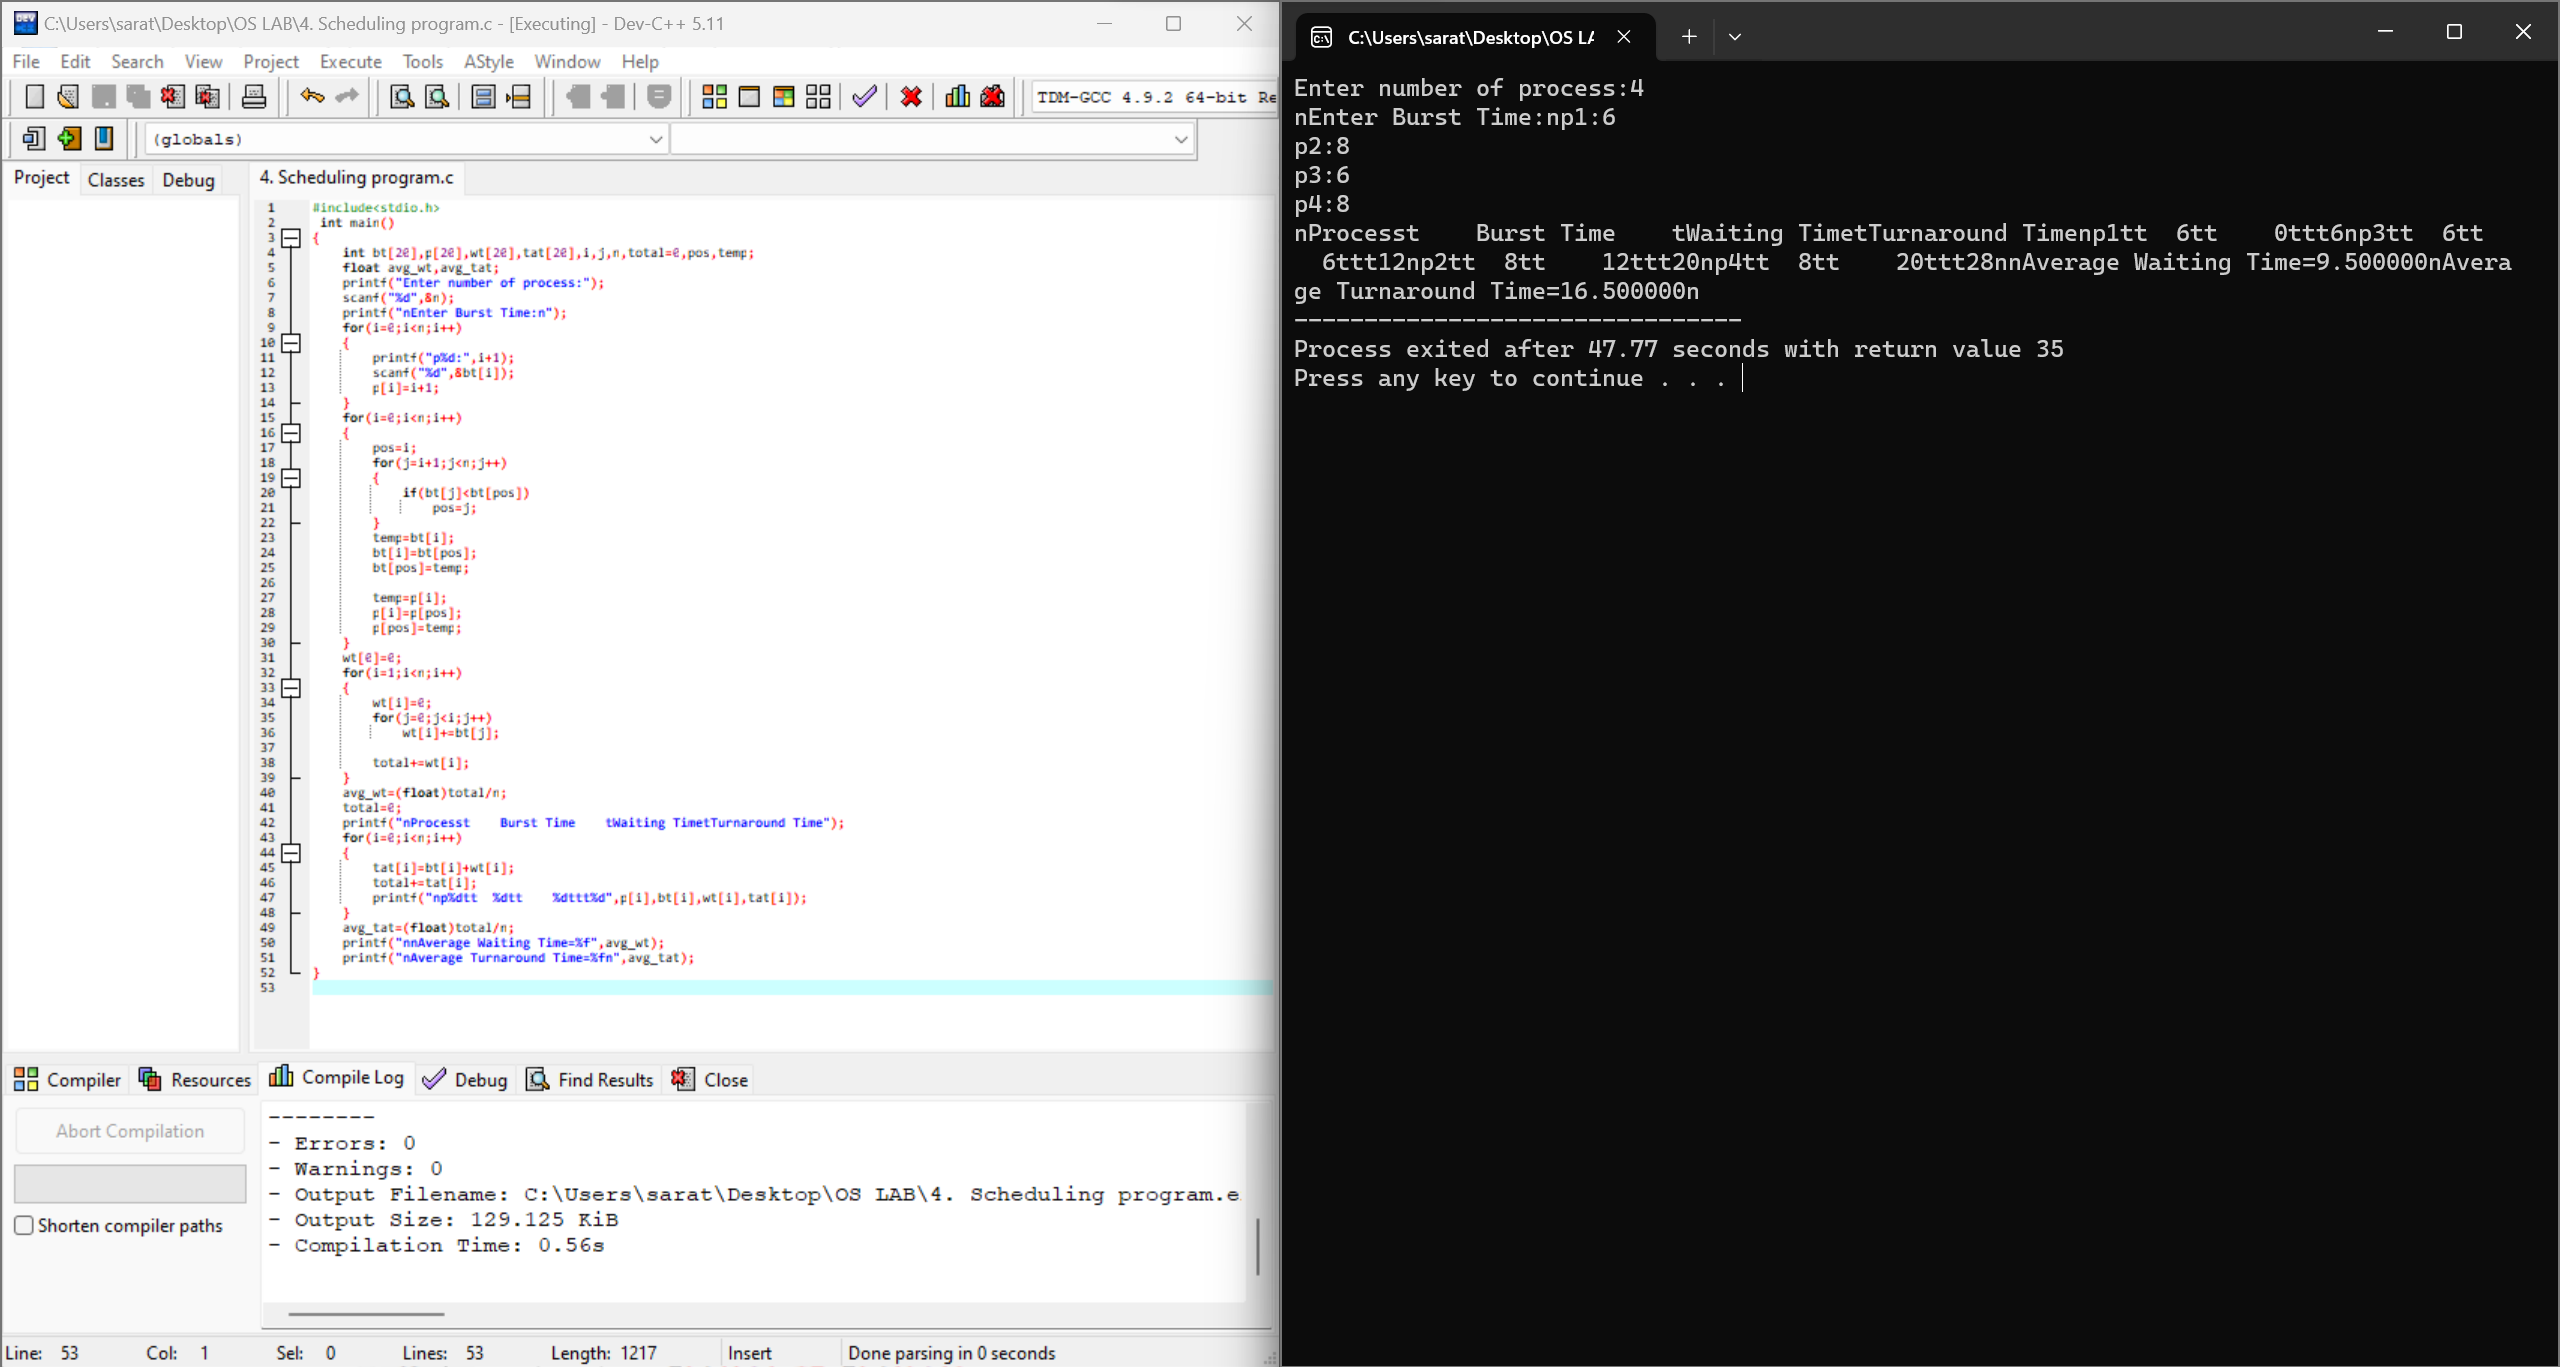 C:\Users\sarat\Desktop\OS LAB\4. Scheduling program.c - [Executing] - Dev-C++ 5.11
File Edit Search View Project Execute Tools AStyle Window Help
TDM-GCC 4.9.2 64-bit Re
(globals)
Project Classes Debug
4. Scheduling program.c
1 #include<stdio.h>
2 int main()
3 {
4 int bt[20],p[20],wt[20],tat[20],i,j,n,total=0,pos,temp;
5 float avg_wt,avg_tat;
6 printf("Enter number of process:");
7 scanf("%d",&n);
8 printf("nEnter Burst Time:n");
9 for(i=0;i<n;i++)
10 {
11 printf("p%d:",i+1);
12 scanf("%d",&bt[i]);
13 p[i]=i+1;
14 }
15 for(i=0;i<n;i++)
16 {
17 pos=i;
18 for(j=i+1;j<n;j++)
19 {
20 if(bt[j]<bt[pos])
21 pos=j;
22 }
23 temp=bt[i];
24 bt[i]=bt[pos];
25 bt[pos]=temp;
26
27 temp=p[i];
28 p[i]=p[pos];
29 p[pos]=temp;
30 }
31 wt[0]=0;
32 for(i=1;i<n;i++)
33 {
34 wt[i]=0;
35 for(j=0;j<i;j++)
36 wt[i]+=bt[j];
37
38 total+=wt[i];
39 }
40 avg_wt=(float)total/n;
41 total=0;
42 printf("nProcesst    Burst Time    tWaiting TimetTurnaround Time");
43 for(i=0;i<n;i++)
44 {
45 tat[i]=bt[i]+wt[i];
46 total+=tat[i];
47 printf("np%dtt  %dtt    %dttt%d",p[i],bt[i],wt[i],tat[i]);
48 }
49 avg_tat=(float)total/n;
50 printf("nnAverage Waiting Time=%f",avg_wt);
51 printf("nAverage Turnaround Time=%fn",avg_tat);
52 }
53
Compiler Resources Compile Log Debug Find Results Close
Abort Compilation
Shorten compiler paths
--------
- Errors: 0
- Warnings: 0
- Output Filename: C:\Users\sarat\Desktop\OS LAB\4. Scheduling program.e
- Output Size: 129.125 KiB
- Compilation Time: 0.56s
Line: 53 Col: 1 Sel: 0 Lines: 53 Length: 1217 Insert Done parsing in 0 seconds
C:\Users\sarat\Desktop\OS LA
Enter number of process:4
nEnter Burst Time:np1:6
p2:8
p3:6
p4:8
nProcesst    Burst Time    tWaiting TimetTurnaround Timenp1tt  6tt    0ttt6np3tt  6tt
  6ttt12np2tt  8tt    12ttt20np4tt  8tt    20ttt28nnAverage Waiting Time=9.500000nAvera
ge Turnaround Time=16.500000n
--------------------------------
Process exited after 47.77 seconds with return value 35
Press any key to continue . . .